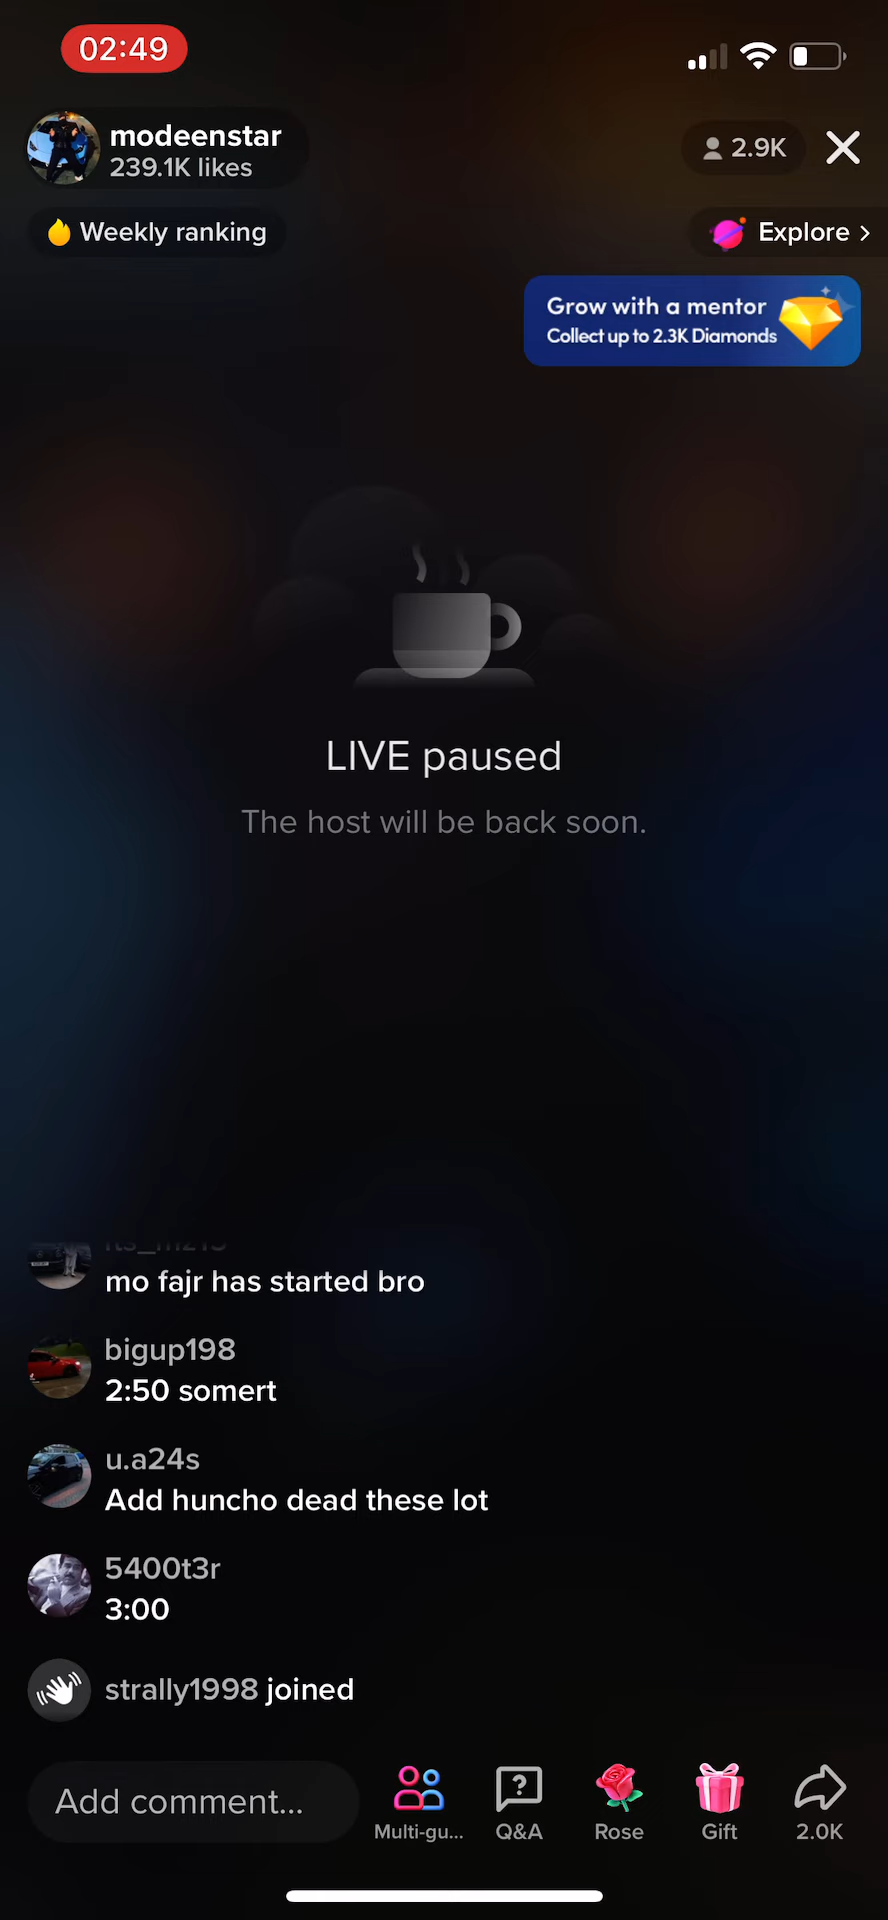 02:49
modeenstar
239.1K likes
2.9K
Weekly ranking
Explore >
Grow with a mentor
Collect up to 2.3K Diamonds
LIVE paused
The host will be back soon.
mo fajr has started bro
bigup198
2:50 somert
u.a24s
Add huncho dead these lot
5400t3r
3:00
strally1998 joined
Add comment...
Multi-gu...
Q&A
Rose
Gift
2.0K